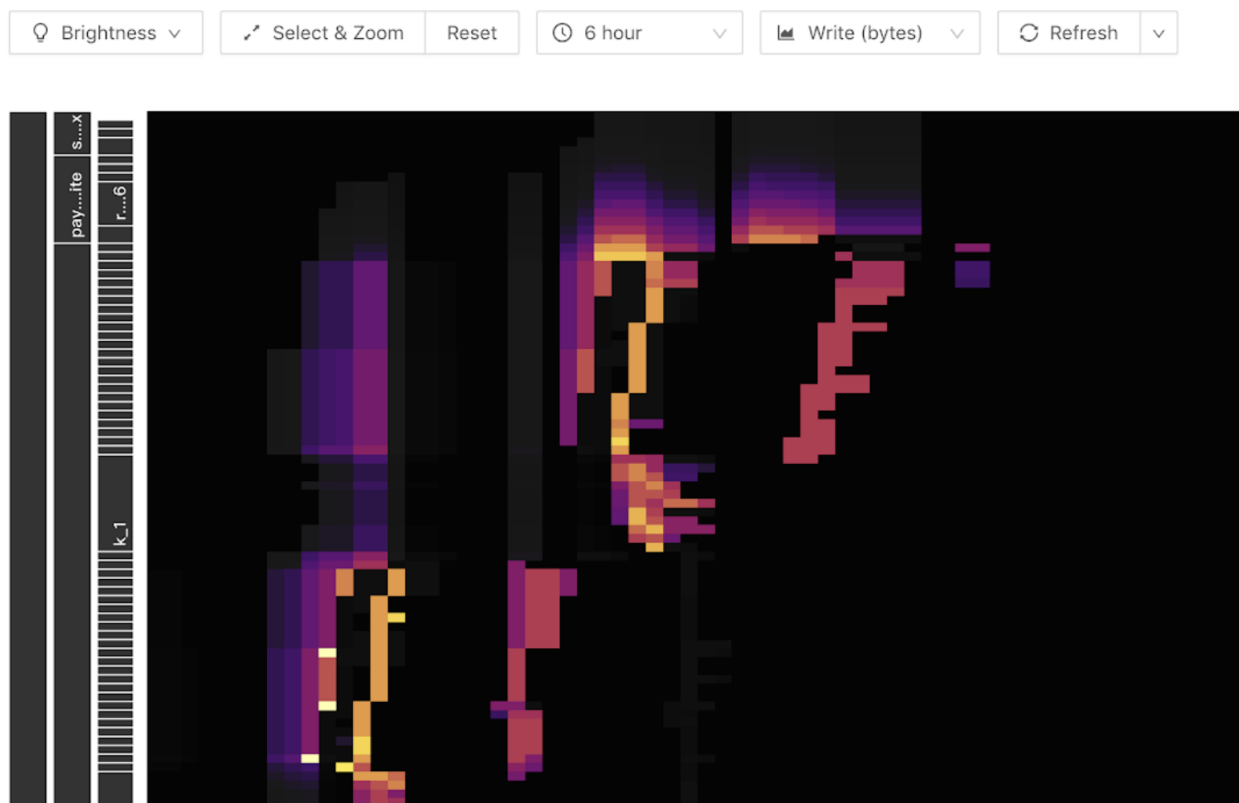 Brightness
Select & Zoom
Reset
6 hour
Write (bytes)
Refresh
s....x
pay....ite
r....6
k_1